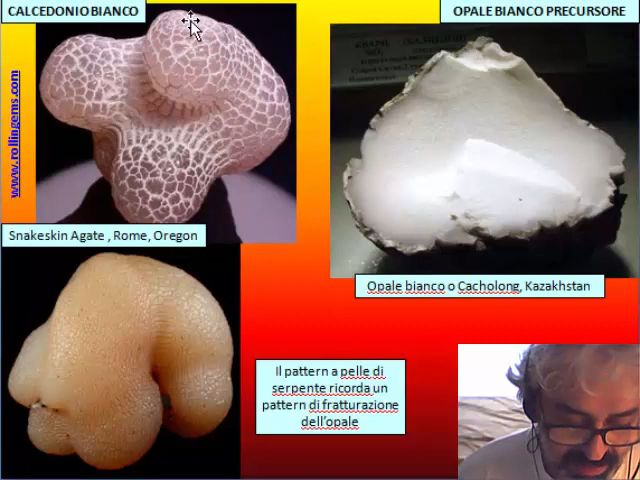 CALCEDONIO BIANCO
OPALE BIANCO PRECURSORE
www.rollingems.com
Snakeskin Agate , Rome, Oregon
Opale bianco o Cacholong, Kazakhstan
Il pattern a pelle di
serpente ricorda un
pattern di fratturazione
dell'opale